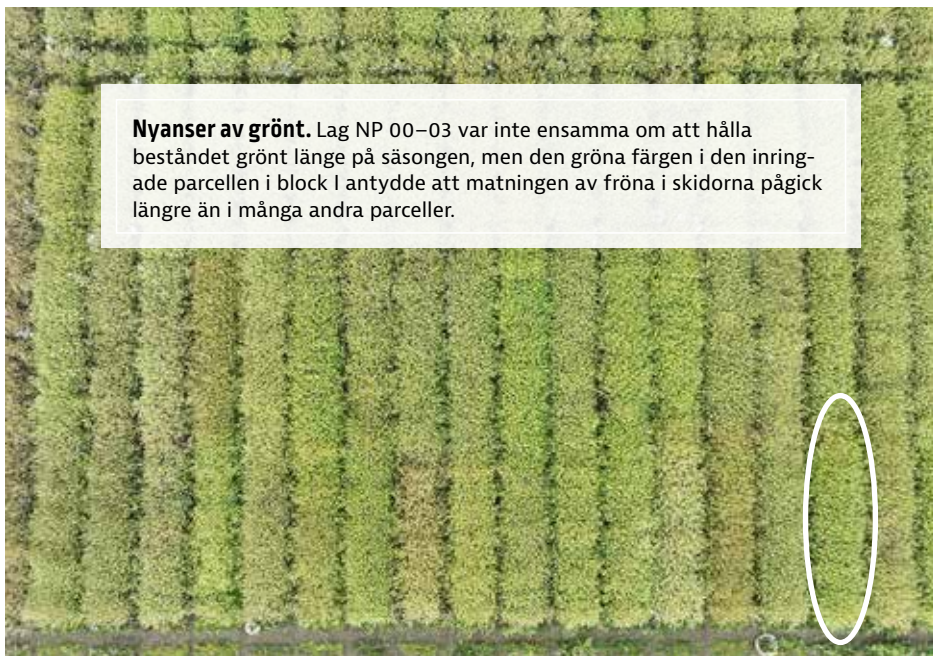 Nyanser av grönt. Lag NP 00–03 var inte ensamma om att hålla
beståndet grönt länge på säsongen, men den gröna färgen i den inring-
ade parcellen i block I antydde att matningen av fröna i skidorna pågick
längre än i många andra parceller.